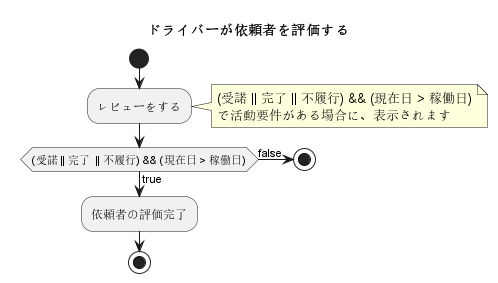 ドライバーが依頼者を評価する
レビューをする
(受諾 || 完了 || 不履行) && (現在日 > 稼働日)
で活動要件がある場合に、表示されます
(受諾 || 完了 || 不履行) && (現在日 > 稼働日)
false
true
依頼者の評価完了